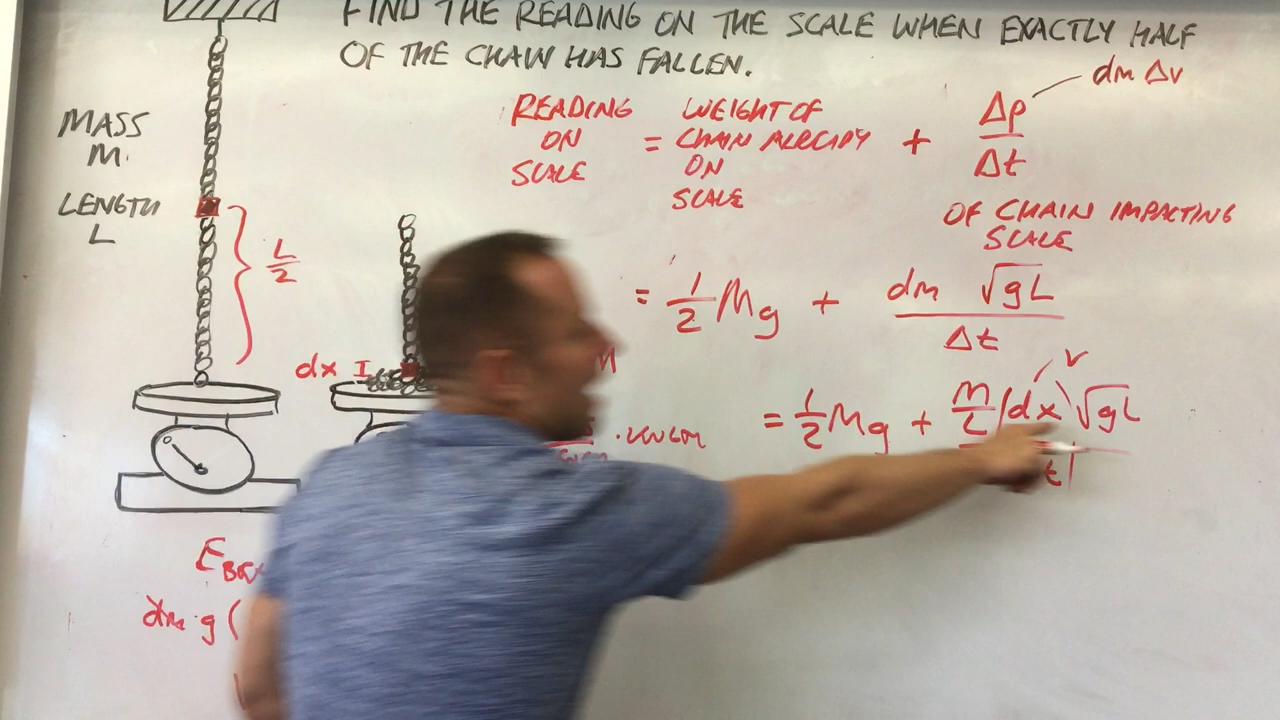 FIND THE READING ON THE SCALE WHEN EXACTLY HALF
OF THE CHAIN HAS FALLEN.
MASS
M
LENGTH
L
L/2
dx
READING
ON
SCALE
=
WEIGHT OF
CHAIN ALREADY
ON
SCALE
+
Δp/Δt
dm Δv
OF CHAIN IMPACTING
SCALE
= 1/2 Mg + dm √gL / Δt
v
= 1/2 Mg + M/L (dx) √gL
t
M
dm · g (